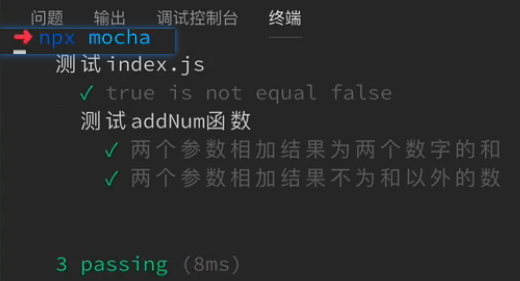 问题 输出 调试控制台 终端
➜ npx mocha
测试index.js
✓ true is not equal false
测试addNum函数
✓ 两个参数相加结果为两个数字的和
✓ 两个参数相加结果不为和以外的数
3 passing (8ms)